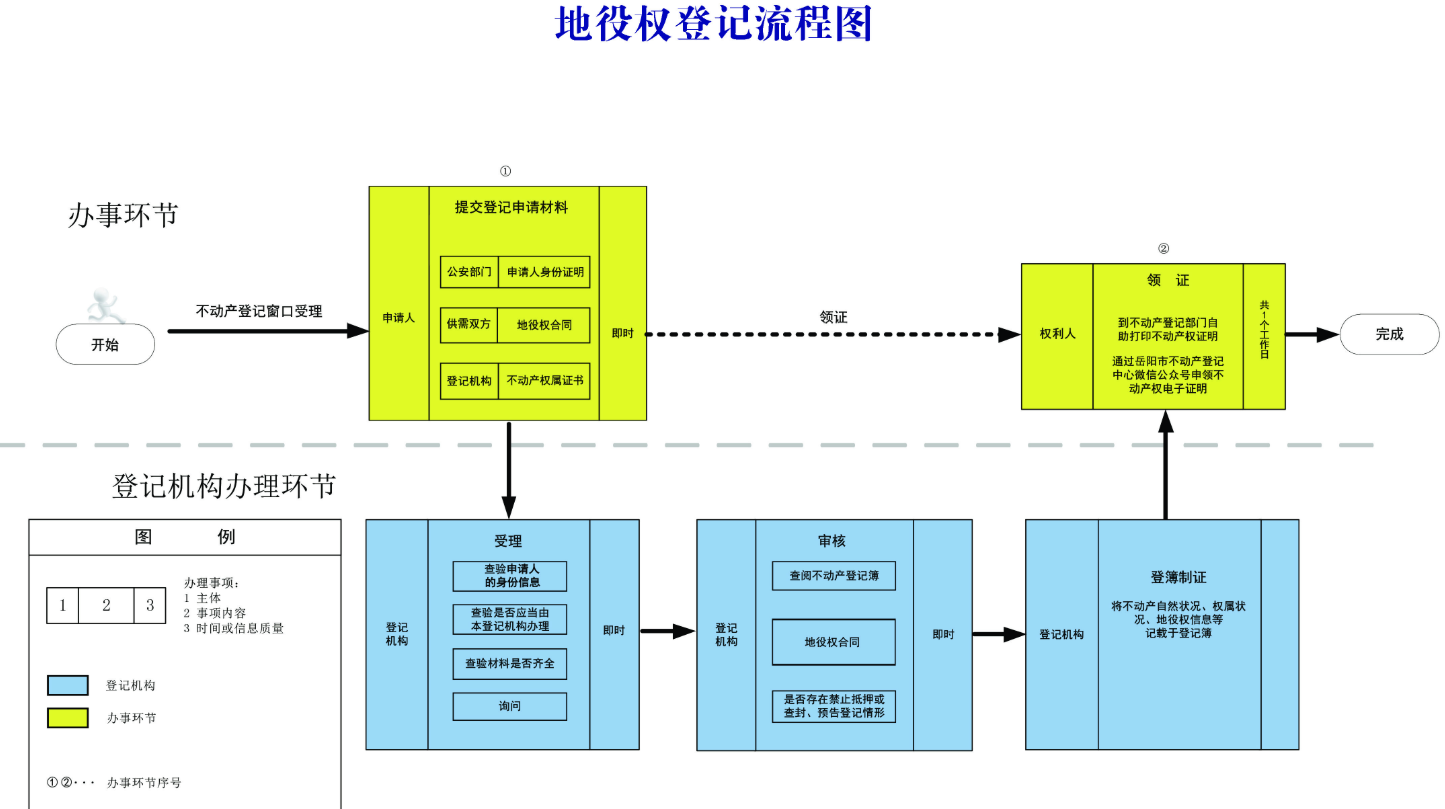 地役权登记流程图
办事环节
开始
不动产登记窗口受理
①
申请人
提交登记申请材料
公安部门 申请人身份证明
供需双方 地役权合同
登记机构 不动产权属证书
即时
领证
②
权利人
领 证
到不动产登记部门自
助打印不动产权证明
通过岳阳市不动产登记
中心微信公众号申领不
动产权电子证明
共1个工作日
完成
登记机构办理环节
图 例
1 2 3
办理事项:
1 主体
2 事项内容
3 时间或信息质量
登记机构
办事环节
①②··· 办事环节序号
登记
机构
受理
查验申请人
的身份信息
查验是否应当由
本登记机构办理
查验材料是否齐全
询问
即时
登记
机构
审核
查阅不动产登记簿
地役权合同
是否存在禁止抵押或
查封、预告登记情形
即时
登记机构
登簿制证
将不动产自然状况、权属状
况、地役权信息等
记载于登记簿